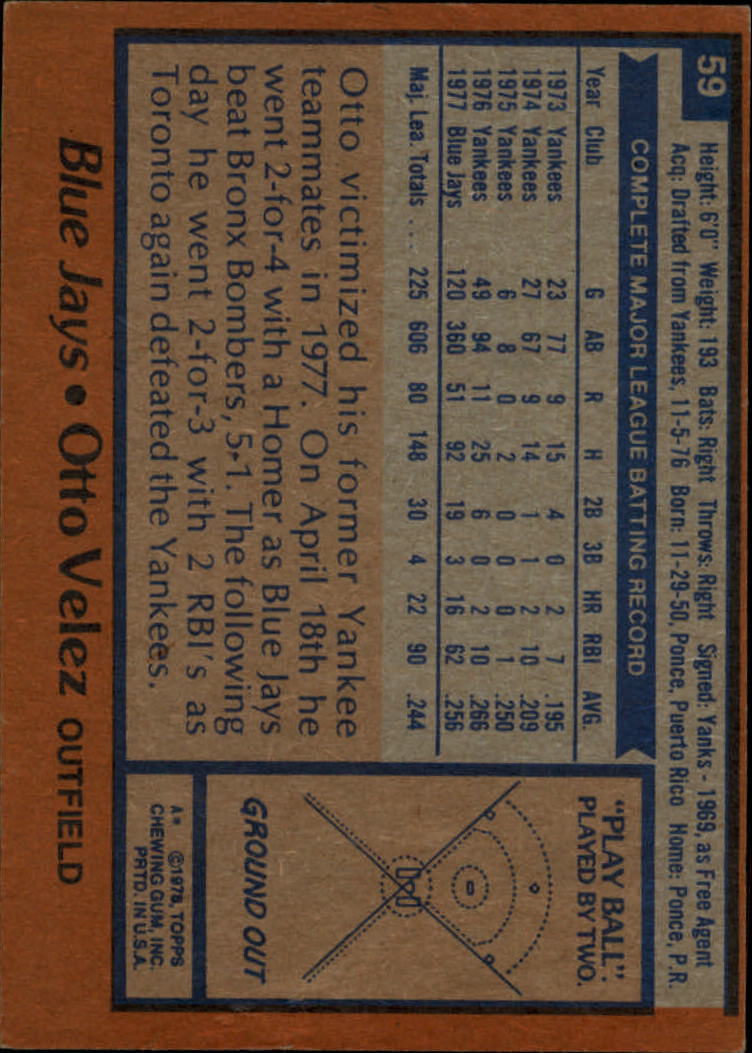 59
Height: 6'0" Weight: 193 Bats: Right Throws: Right Signed: Yanks - 1969, as Free Agent
Acq: Drafted from Yankees, 11-5-76 Born: 11-29-50, Ponce, Puerto Rico Home: Ponce, P.R.
COMPLETE MAJOR LEAGUE BATTING RECORD
Year Club G AB R H 2B 3B HR RBI AVG.
1973 Yankees 23 77 9 15 4 0 2 7 .195
1974 Yankees 27 67 9 14 1 1 2 10 .209
1975 Yankees 6 8 0 2 0 0 0 1 .250
1976 Yankees 49 94 11 25 6 0 2 10 .266
1977 Blue Jays 120 360 51 92 19 3 16 62 .256
Maj. Lea. Totals .... 225 606 80 148 30 4 22 90 .244
Otto victimized his former Yankee
teammates in 1977. On April 18th he
went 2-for-4 with a Homer as Blue Jays
beat Bronx Bombers, 5-1. The following
day he went 2-for-3 with 2 RBI's as
Toronto again defeated the Yankees.
"PLAY BALL":
PLAYED BY TWO.
GROUND OUT
A* ©1978, TOPPS
CHEWING GUM, INC.
PRTD. IN U.S.A.
Blue Jays • Otto Velez OUTFIELD